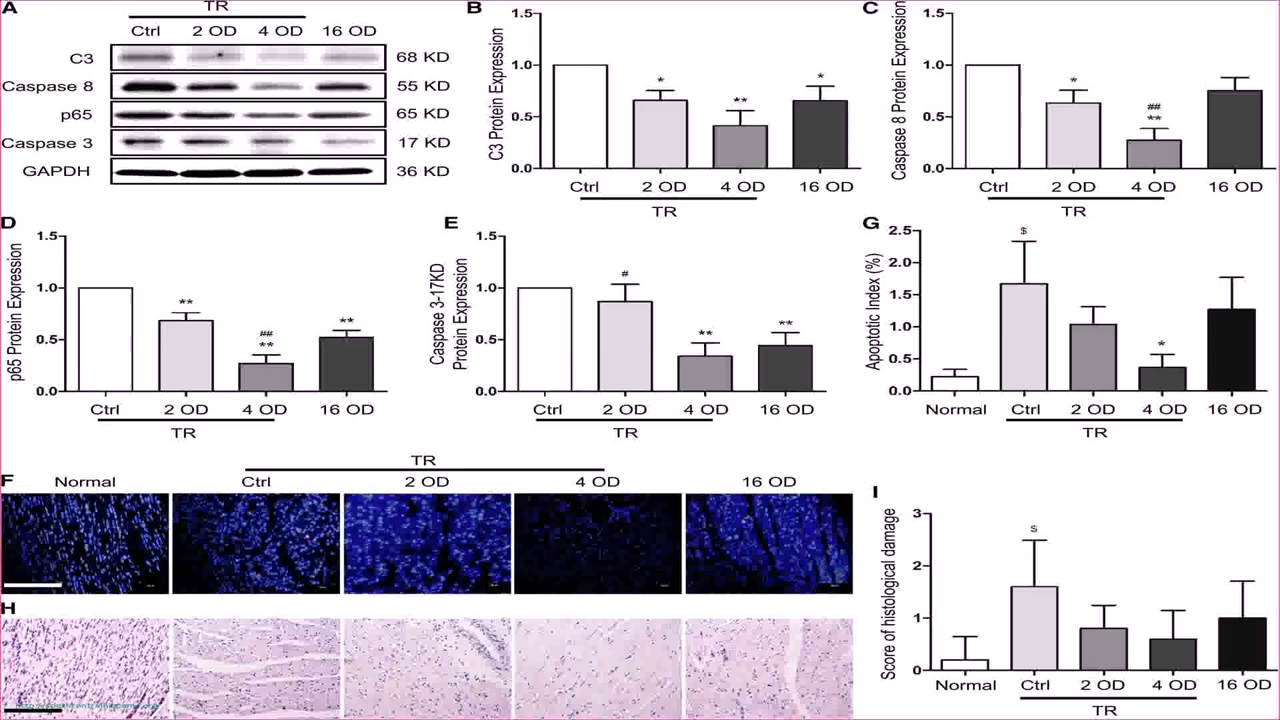 A
TR
Ctrl 2 OD 4 OD 16 OD
C3 68 KD
Caspase 8 55 KD
p65 65 KD
Caspase 3 17 KD
GAPDH 36 KD
B
C3 Protein Expression
1.5
1.0
0.5
0.0
*
**
*
Ctrl 2 OD 4 OD 16 OD
TR
C
Caspase 8 Protein Expression
1.5
1.0
0.5
0.0
*
##
**
Ctrl 2 OD 4 OD 16 OD
TR
D
p65 Protein Expression
1.5
1.0
0.5
0.0
**
##
**
**
Ctrl 2 OD 4 OD 16 OD
TR
E
Caspase 3-17KD
Protein Expression
1.5
1.0
0.5
0.0
#
**
**
Ctrl 2 OD 4 OD 16 OD
TR
G
Apoptotic Index (%)
2.5
2.0
1.5
1.0
0.5
0.0
$
*
Normal Ctrl 2 OD 4 OD 16 OD
TR
F
TR
Normal Ctrl 2 OD 4 OD 16 OD
H
I
Score of histological damage
3
2
1
0
$
Normal Ctrl 2 OD 4 OD 16 OD
TR